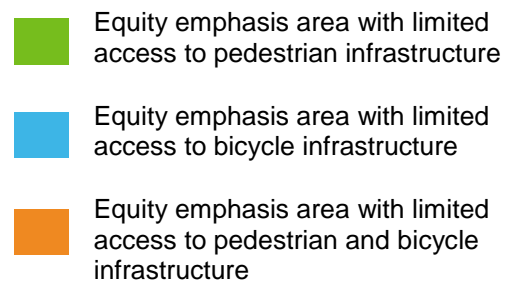 Equity emphasis area with limited
access to pedestrian infrastructure
Equity emphasis area with limited
access to bicycle infrastructure
Equity emphasis area with limited
access to pedestrian and bicycle
infrastructure